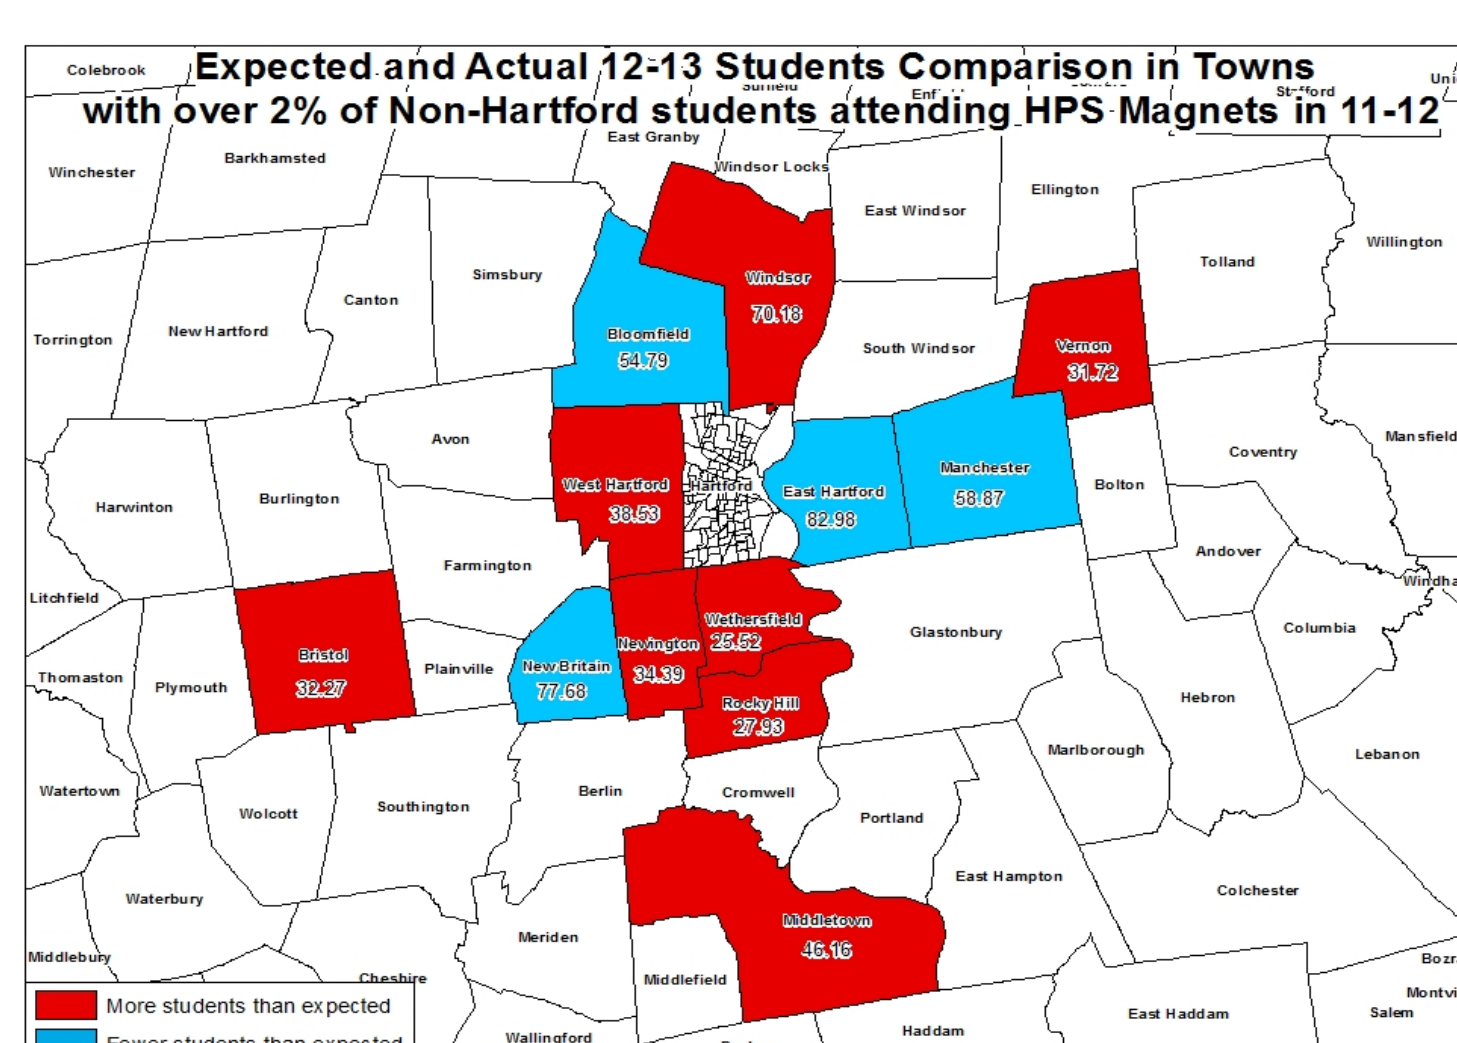 Expected and Actual 12-13 Students Comparison in Towns
with over 2% of Non-Hartford students attending HPS Magnets in 11-12
Colebrook
Stafford
East Granby
Windsor Locks
Barkhamsted
Winchester
Ellington
East Windsor
Willington
Tolland
Simsbury
Windsor
70.18
Canton
New Hartford
Torrington
Bloomfield
54.79
South Windsor
Vernon
31.72
Avon
Mansfield
Coventry
Manchester
58.87
Bolton
West Hartford
38.53
Hartford
East Hartford
82.98
Burlington
Harwinton
Andover
Farmington
Litchfield
Wethersfield
25.52
Columbia
Glastonbury
Newington
34.39
Bristol
32.27
New Britain
77.68
Plainville
Thomaston
Plymouth
Hebron
Rocky Hill
27.93
Marlborough
Lebanon
Watertown
Berlin
Cromwell
Southington
Wolcott
Portland
East Hampton
Colchester
Waterbury
Middletown
46.16
Meriden
Middlebury
Cheshire
Middlefield
More students than expected
Salem
East Haddam
Haddam
Wallingford
Fewer students than expected